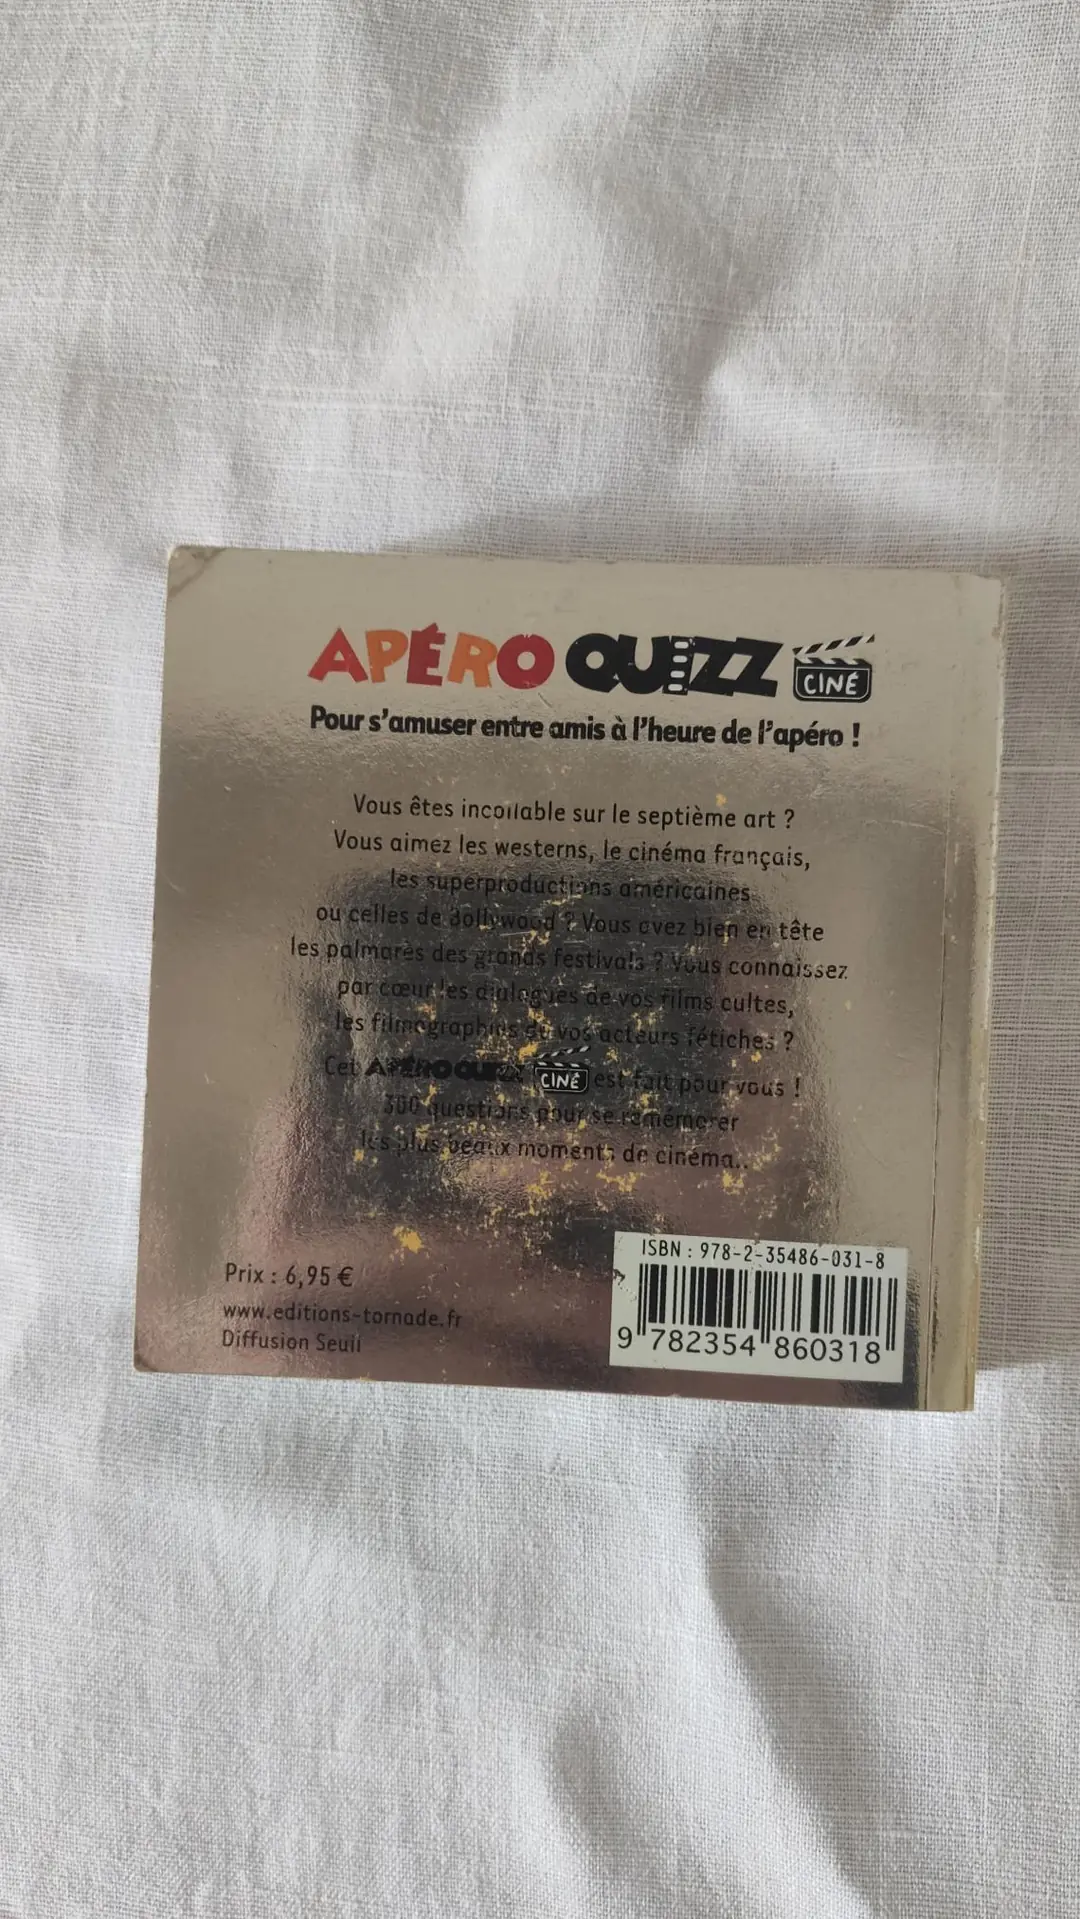 APÉRO QUIZZ CINÉ
Pour s'amuser entre amis à l'heure de l'apéro !
Vous êtes incollable sur le septième art ?
Vous aimez les westerns, le cinéma français,
les superproductions américaines
ou celles de Bollywood ? Vous avez bien en tête
les palmarès des grands festivals ? Vous connaissez
par cœur les dialogues de vos films cultes,
les filmographies de vos acteurs fétiches ?
Cet APÉRO QUIZZ CINÉ est fait pour vous !
300 questions pour se remémorer
les plus beaux moments de cinéma...
Prix : 6,95 €
www.editions-tornade.fr
Diffusion Seuil
ISBN : 978-2-35486-031-8
9 782354 860318